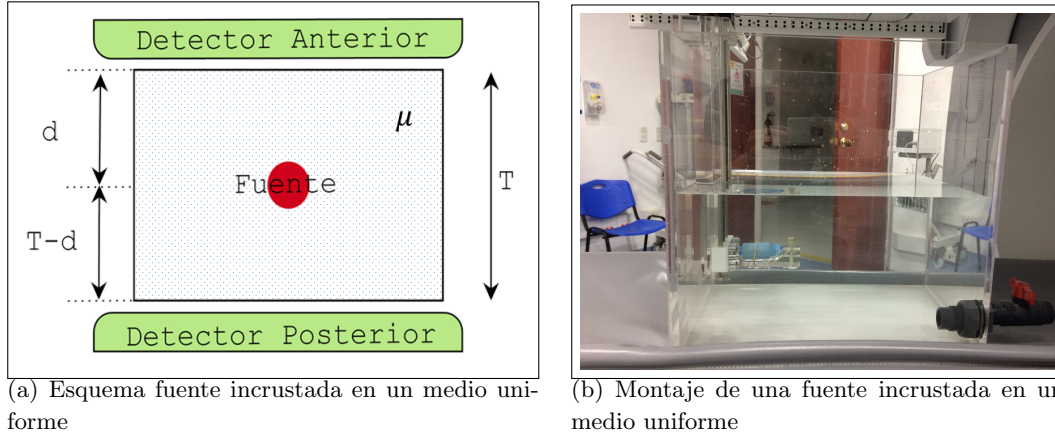 Detector Anterior
d
μ
Fuente
T
T-d
Detector Posterior
(a) Esquema fuente incrustada en un medio uni-
forme
(b) Montaje de una fuente incrustada en un
medio uniforme